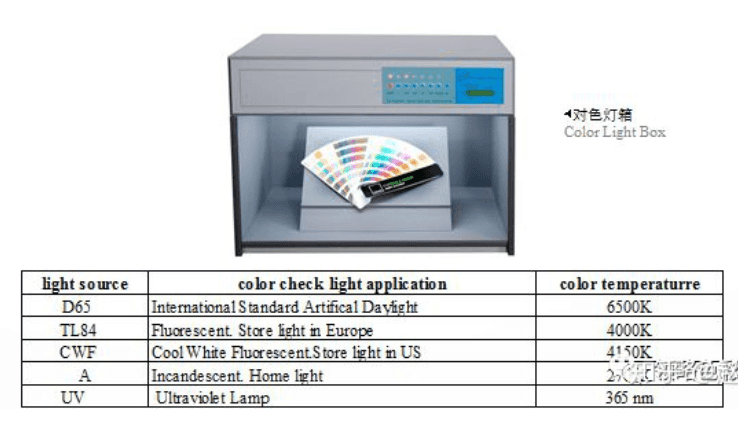 对色灯箱
Color Light Box
light source color check light application color temperaturre
D65 International Standard Artifical Daylight 6500K
TL84 Fluorescent. Store light in Europe 4000K
CWF Cool White Fluorescent.Store light in US 4150K
A Incandescent. Home light
UV Ultraviolet Lamp 365 nm